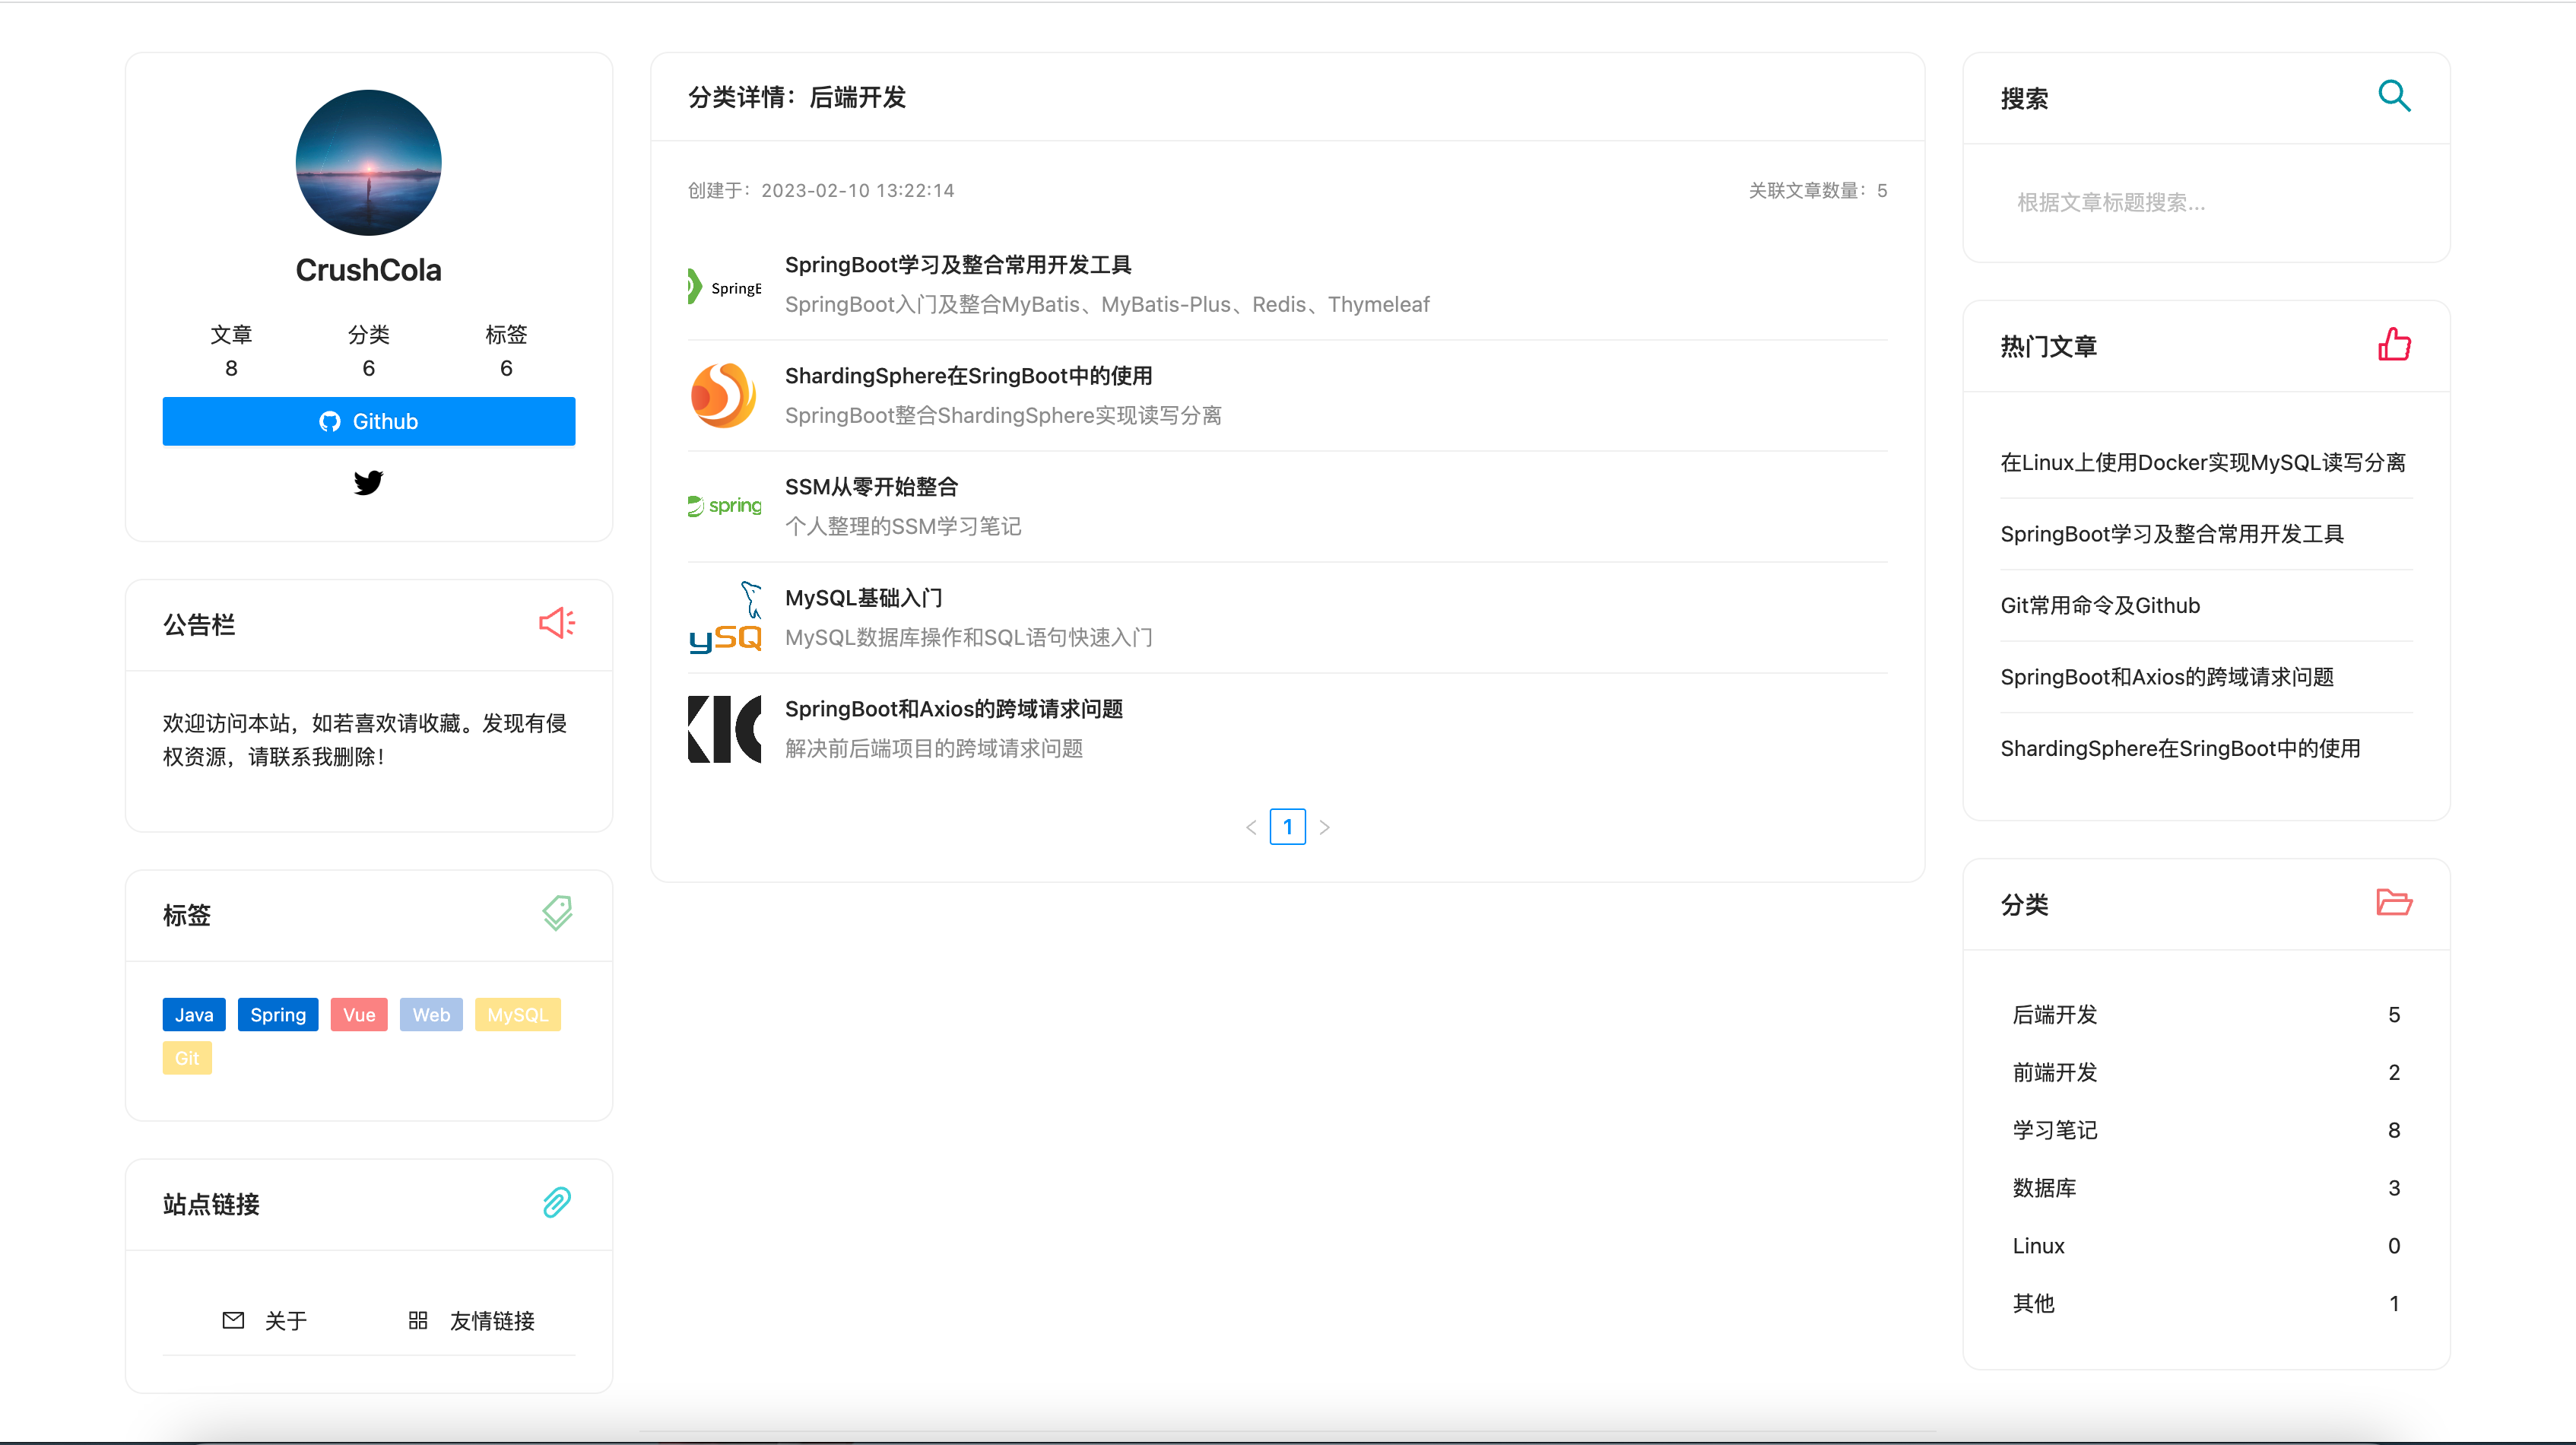 CrushCola
文章 分类 标签
8 6 6
Github
公告栏
欢迎访问本站，如若喜欢请收藏。发现有侵
权资源，请联系我删除！
标签
Java Spring Vue Web MySQL
Git
站点链接
关于 友情链接
分类详情：后端开发
创建于：2023-02-10 13:22:14 关联文章数量：5
SpringBoot学习及整合常用开发工具
SpringBoot入门及整合MyBatis、MyBatis-Plus、Redis、Thymeleaf
ShardingSphere在SringBoot中的使用
SpringBoot整合ShardingSphere实现读写分离
spring
SSM从零开始整合
个人整理的SSM学习笔记
ySQ
MySQL基础入门
MySQL数据库操作和SQL语句快速入门
SpringBoot和Axios的跨域请求问题
解决前后端项目的跨域请求问题
1
搜索
根据文章标题搜索...
热门文章
在Linux上使用Docker实现MySQL读写分离
SpringBoot学习及整合常用开发工具
Git常用命令及Github
SpringBoot和Axios的跨域请求问题
ShardingSphere在SringBoot中的使用
分类
后端开发 5
前端开发 2
学习笔记 8
数据库 3
Linux 0
其他 1